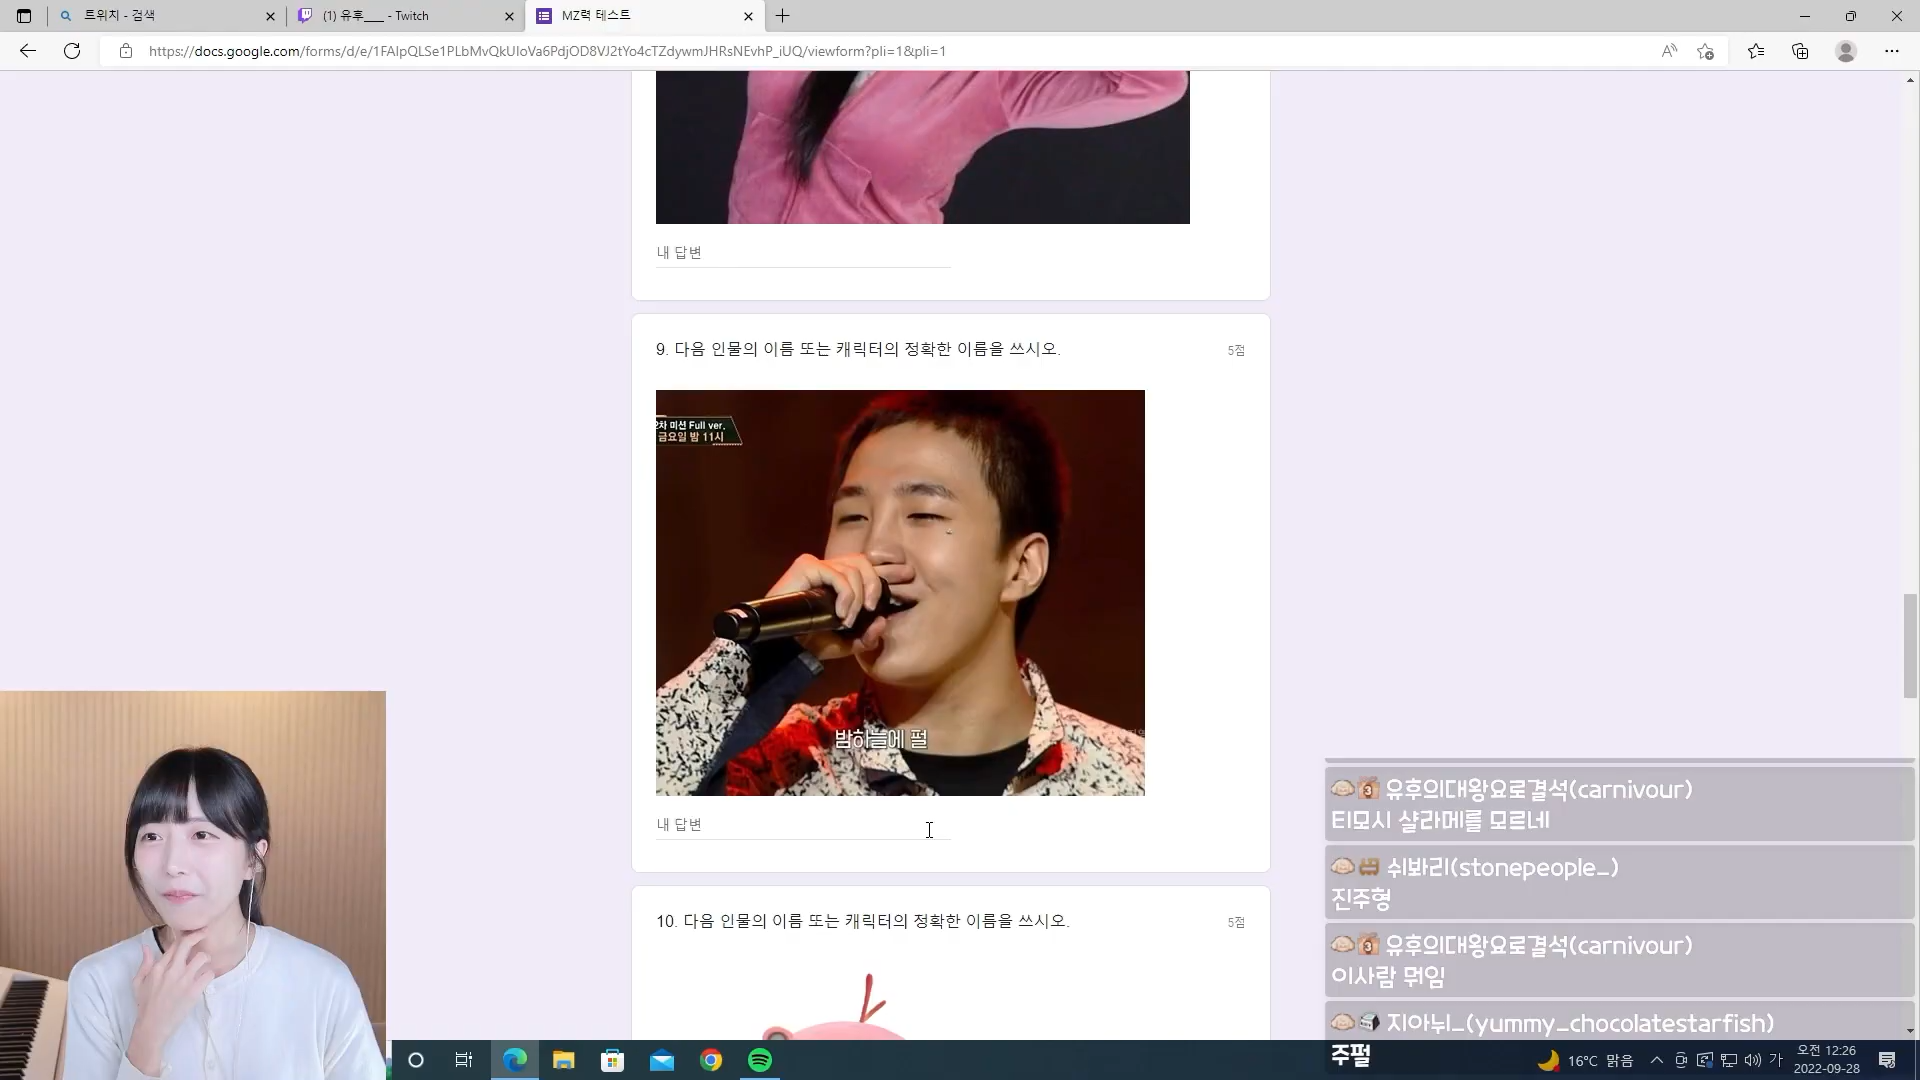 트위치 - 검색
(1) 유후___ - Twitch
MZ력 테스트
https://docs.google.com/forms/d/e/1FAIpQLSe1PLbMvQkUIoVa6PdjOD8VJ2tYo4cTZdywmJHRsNEvhP_iUQ/viewform?pli=1&pli=1
내 답변
9. 다음 인물의 이름 또는 캐릭터의 정확한 이름을 쓰시오.
5점
2차 미션 Full ver.
금요일 밤 11시
밤하늘에 펄
내 답변
10. 다음 인물의 이름 또는 캐릭터의 정확한 이름을 쓰시오.
5점
유후의대왕요로결석(carnivour)
티모시 샬라메를 모르네
쉬봐리(stonepeople_)
진주형
유후의대왕요로결석(carnivour)
이사람 뭐임
지아뉘_(yummy_chocolatestarfish)
주펄
16°C 맑음
가
오전 12:26
2022-09-28